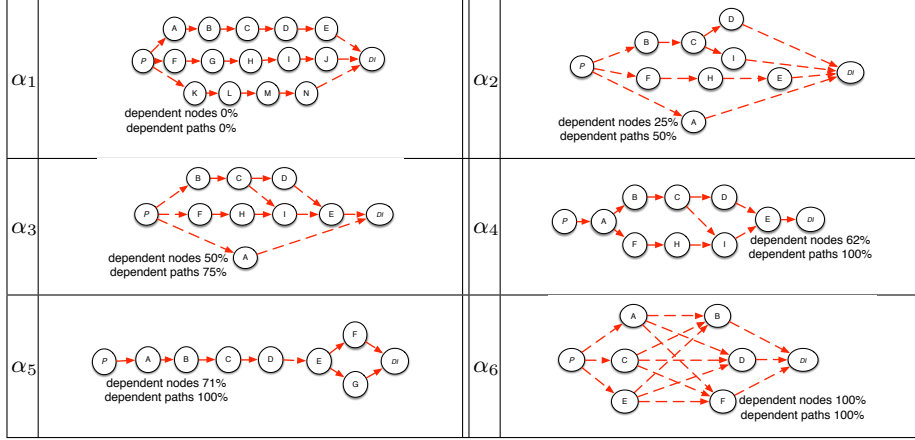 α1
A B C D E
P F G H I J DI
K L M N
dependent nodes 0%
dependent paths 0%
α2
D
B C
I
P DI
F H E
A
dependent nodes 25%
dependent paths 50%
α3
B C D
P F H I E DI
A
dependent nodes 50%
dependent paths 75%
α4
B C D
P A E DI
F H I
dependent nodes 62%
dependent paths 100%
α5
F
P A B C D E DI
G
dependent nodes 71%
dependent paths 100%
α6
A B
P C D DI
E F
dependent nodes 100%
dependent paths 100%